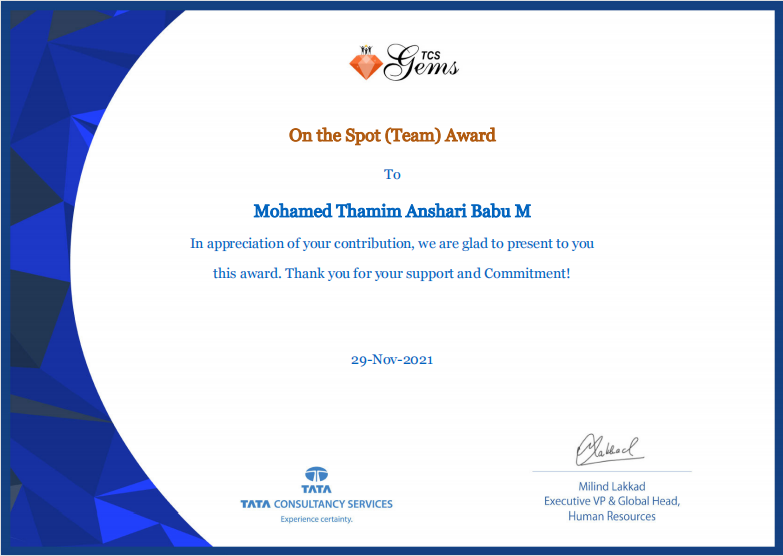 TCS
Gems
On the Spot (Team) Award
To
Mohamed Thamim Anshari Babu M
In appreciation of your contribution, we are glad to present to you
this award. Thank you for your support and Commitment!
29-Nov-2021
TATA
TATA CONSULTANCY SERVICES
Experience certainty.
Lakkad
Milind Lakkad
Executive VP & Global Head,
Human Resources